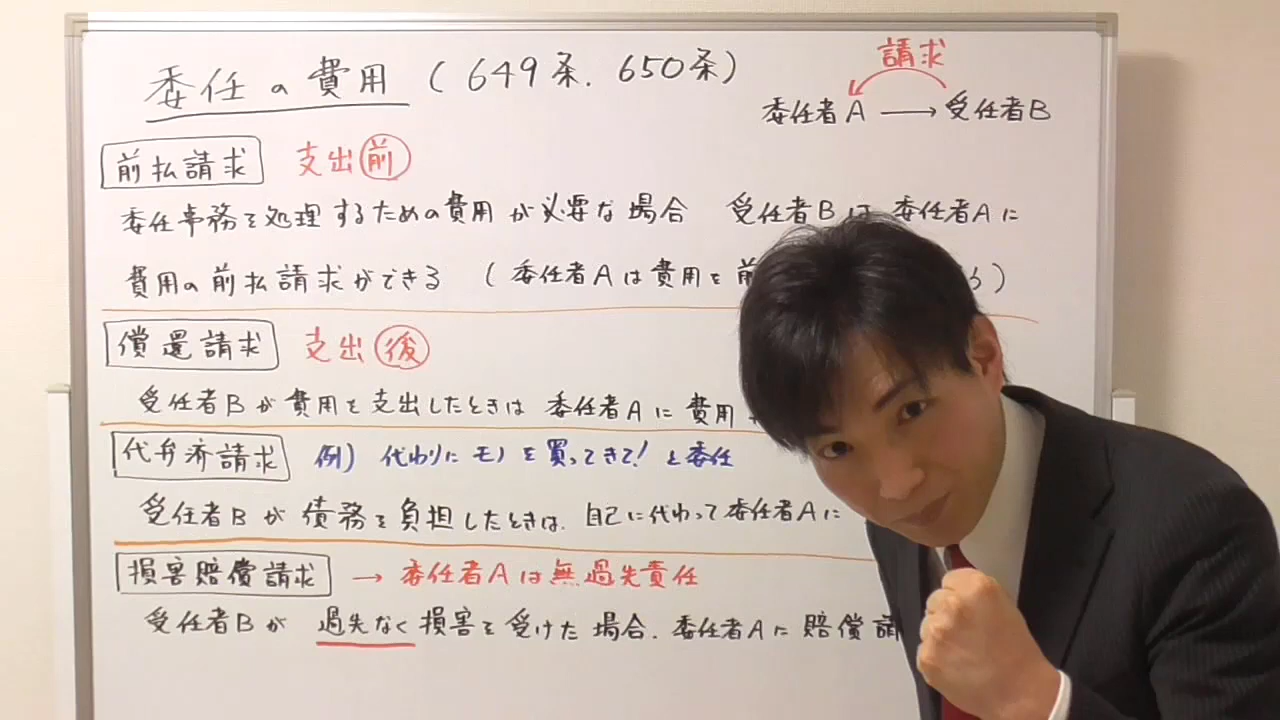 委任の費用 (649条. 650条)
請求
委任者A → 受任者B
前払請求 支出前
委任事務を処理するための費用が必要な場合 受任者Bは 委任者Aに
費用の前払請求ができる (委任者Aは費用を前
償還請求 支出後
受任者Bが費用を支出したときは 委任者Aに費用
代弁済請求 例) 代わりにモノを買ってきて! と委任
受任者Bが債務を負担したときは. 自己に代わって委任者Aに
損害賠償請求 → 委任者Aは無過失責任
受任者Bが 過失なく損害を受けた場合. 委任者Aに賠償請